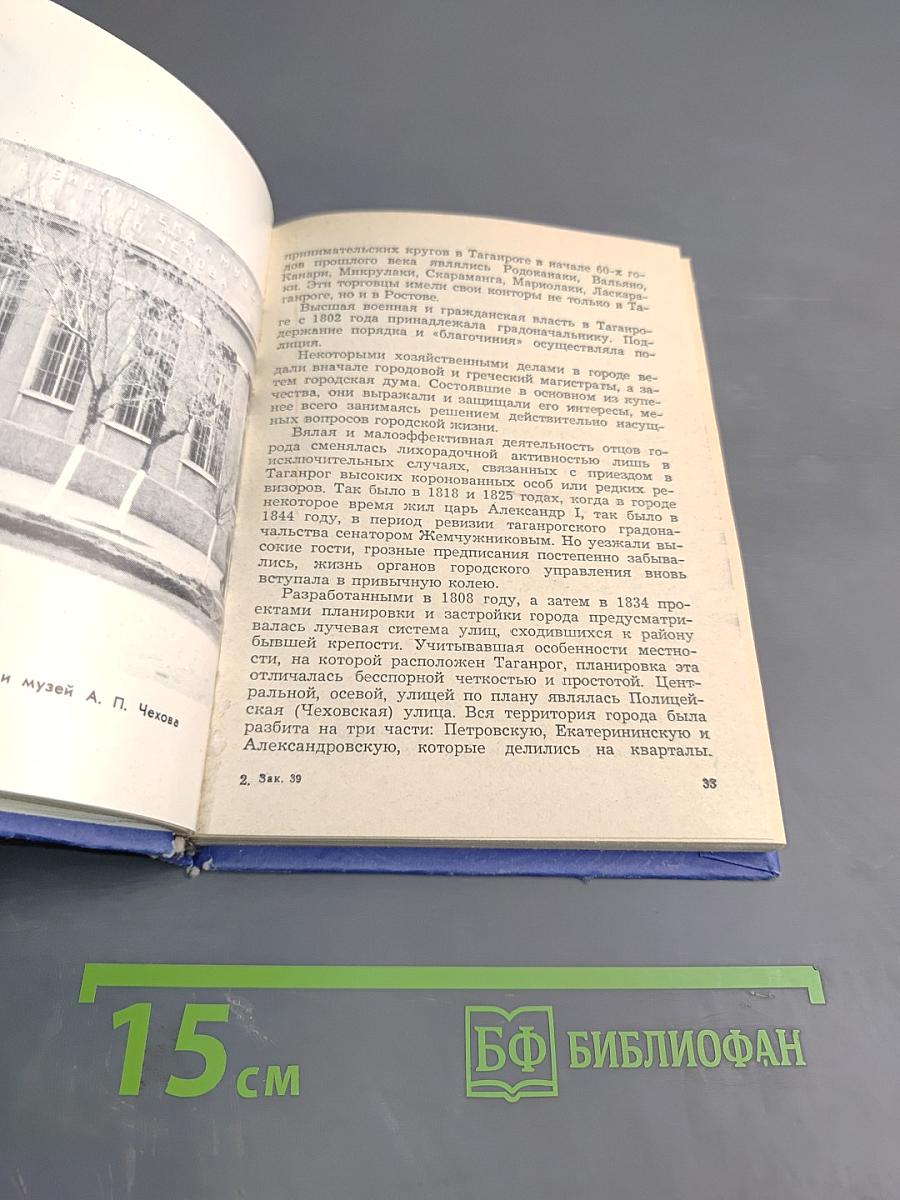 БИБЛИО
ЧЕХОВ
и музей А. П. Чехова
принимательских кругов в Таганроге в начале 60-х го-
дов прошлого века являлись Родоканаки, Вальяно,
Канари, Микрулаки, Скараманга, Мариолаки, Ласкара-
ки. Эти торговцы имели свои конторы не только в Та-
ганроге, но и в Ростове.
Высшая военная и гражданская власть в Таганро-
ге с 1802 года принадлежала градоначальнику. Под-
держание порядка и «благочиния» осуществляла по-
лиция.
Некоторыми хозяйственными делами в городе ве-
дали вначале городовой и греческий магистраты, а за-
тем городская дума. Состоявшие в основном из купе-
чества, они выражали и защищали его интересы, ме-
нее всего занимаясь решением действительно насущ-
ных вопросов городской жизни.
Вялая и малоэффективная деятельность отцов го-
рода сменялась лихорадочной активностью лишь в
исключительных случаях, связанных с приездом в
Таганрог высоких коронованных особ или редких ре-
визоров. Так было в 1818 и 1825 годах, когда в городе
некоторое время жил царь Александр I, так было в
1844 году, в период ревизии таганрогского градона-
чальства сенатором Жемчужниковым. Но уезжали вы-
сокие гости, грозные предписания постепенно забыва-
лись, жизнь органов городского управления вновь
вступала в привычную колею.
Разработанными в 1808 году, а затем в 1834 про-
ектами планировки и застройки города предусматри-
валась лучевая система улиц, сходившихся к району
бывшей крепости. Учитывавшая особенности местно-
сти, на которой расположен Таганрог, планировка эта
отличалась бесспорной четкостью и простотой. Цент-
ральной, осевой, улицей по плану являлась Полицей-
ская (Чеховская) улица. Вся территория города была
разбита на три части: Петровскую, Екатерининскую и
Александровскую, которые делились на кварталы.
2. Зак. 39
33
15 см
БФ БИБЛИОФАН